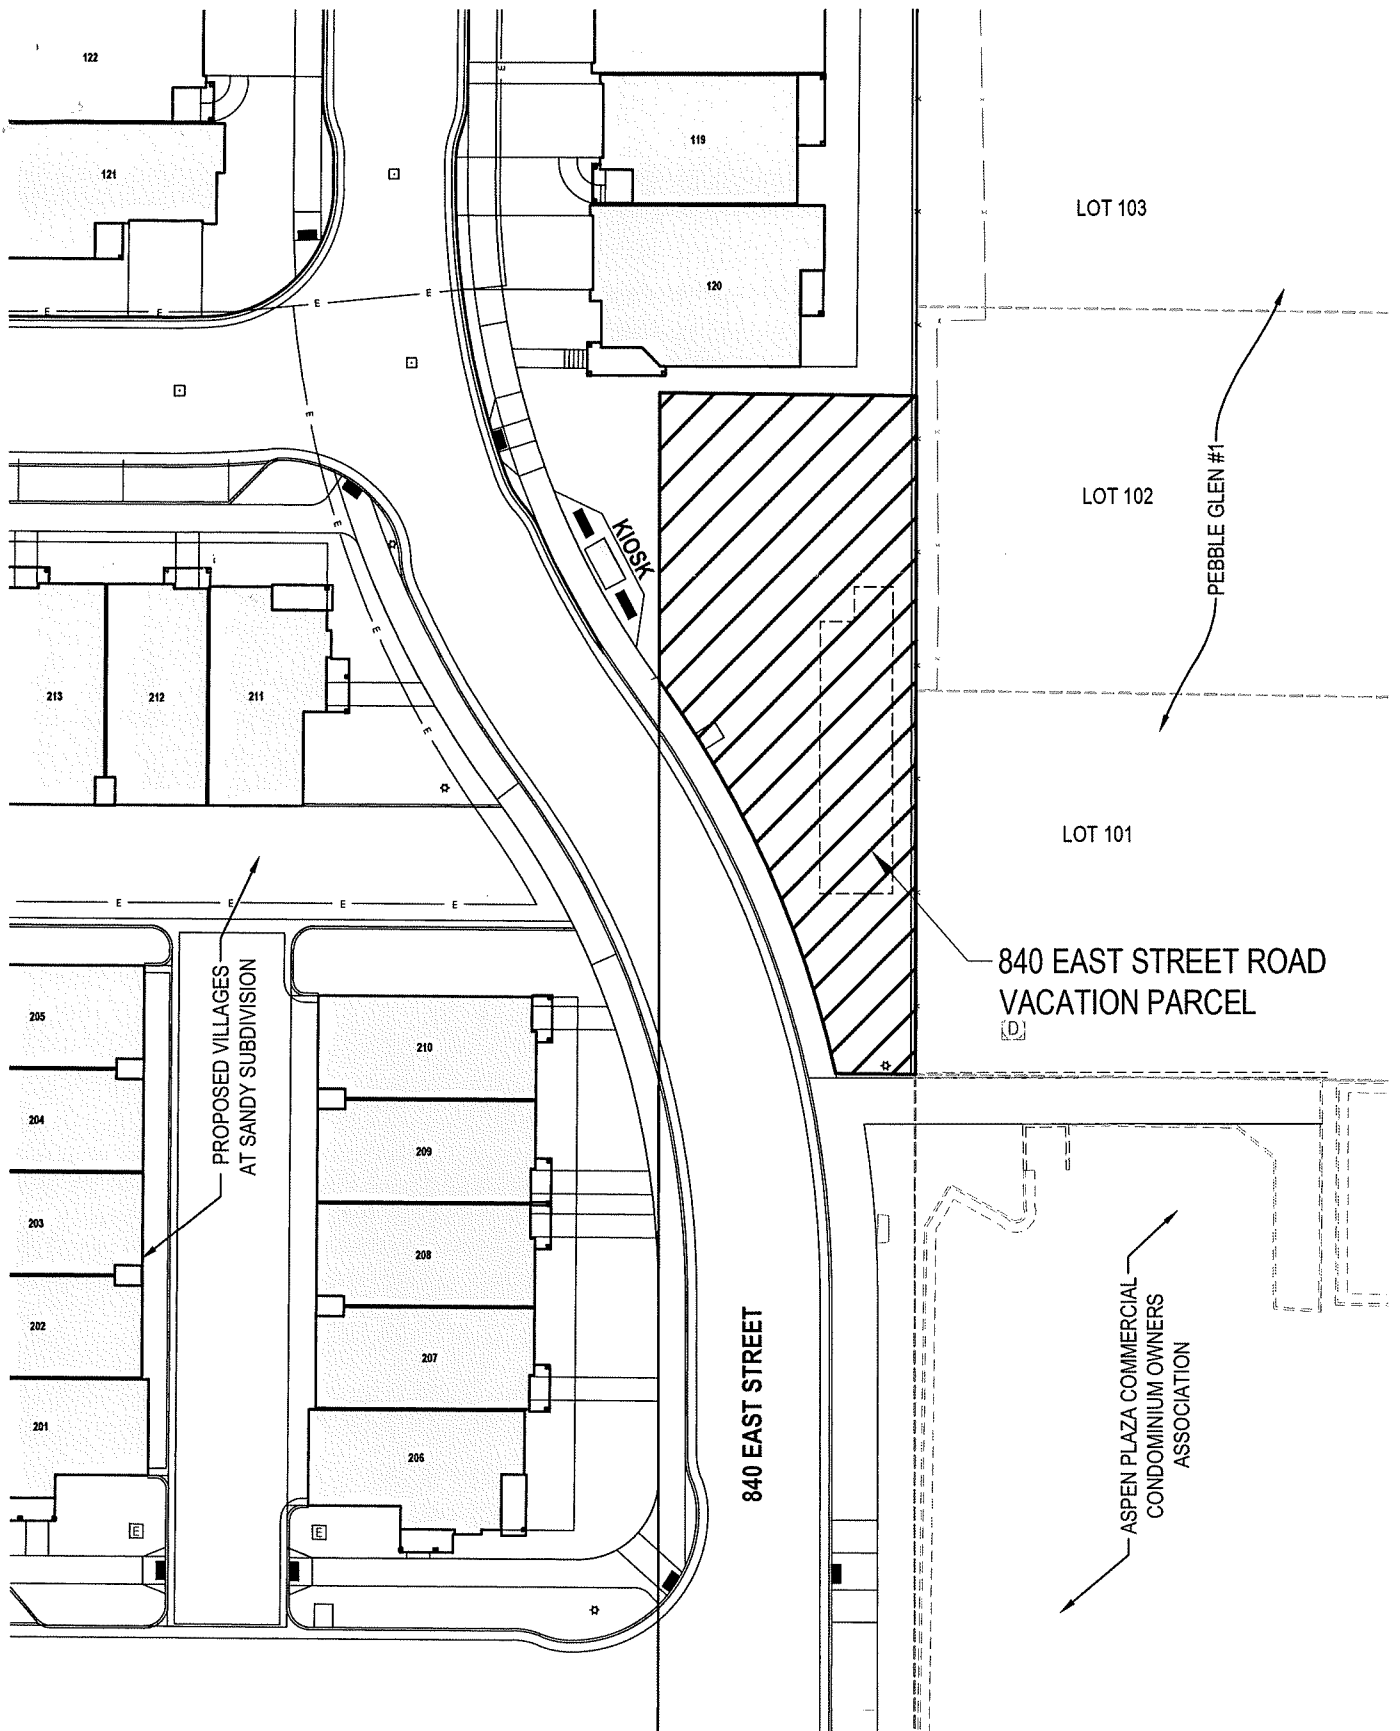 122
121
119
120
LOT 103
E
E
E
E
E
LOT 102
PEBBLE GLEN #1
KIOSK
E
E
E
E
E
213
212
211
LOT 101
E
E
E
E
840 EAST STREET ROAD
VACATION PARCEL
D
PROPOSED VILLAGES
AT SANDY SUBDIVISION
205
204
203
202
201
210
209
208
207
206
E
E
840 EAST STREET
ASPEN PLAZA COMMERCIAL
CONDOMINIUM OWNERS
ASSOCIATION